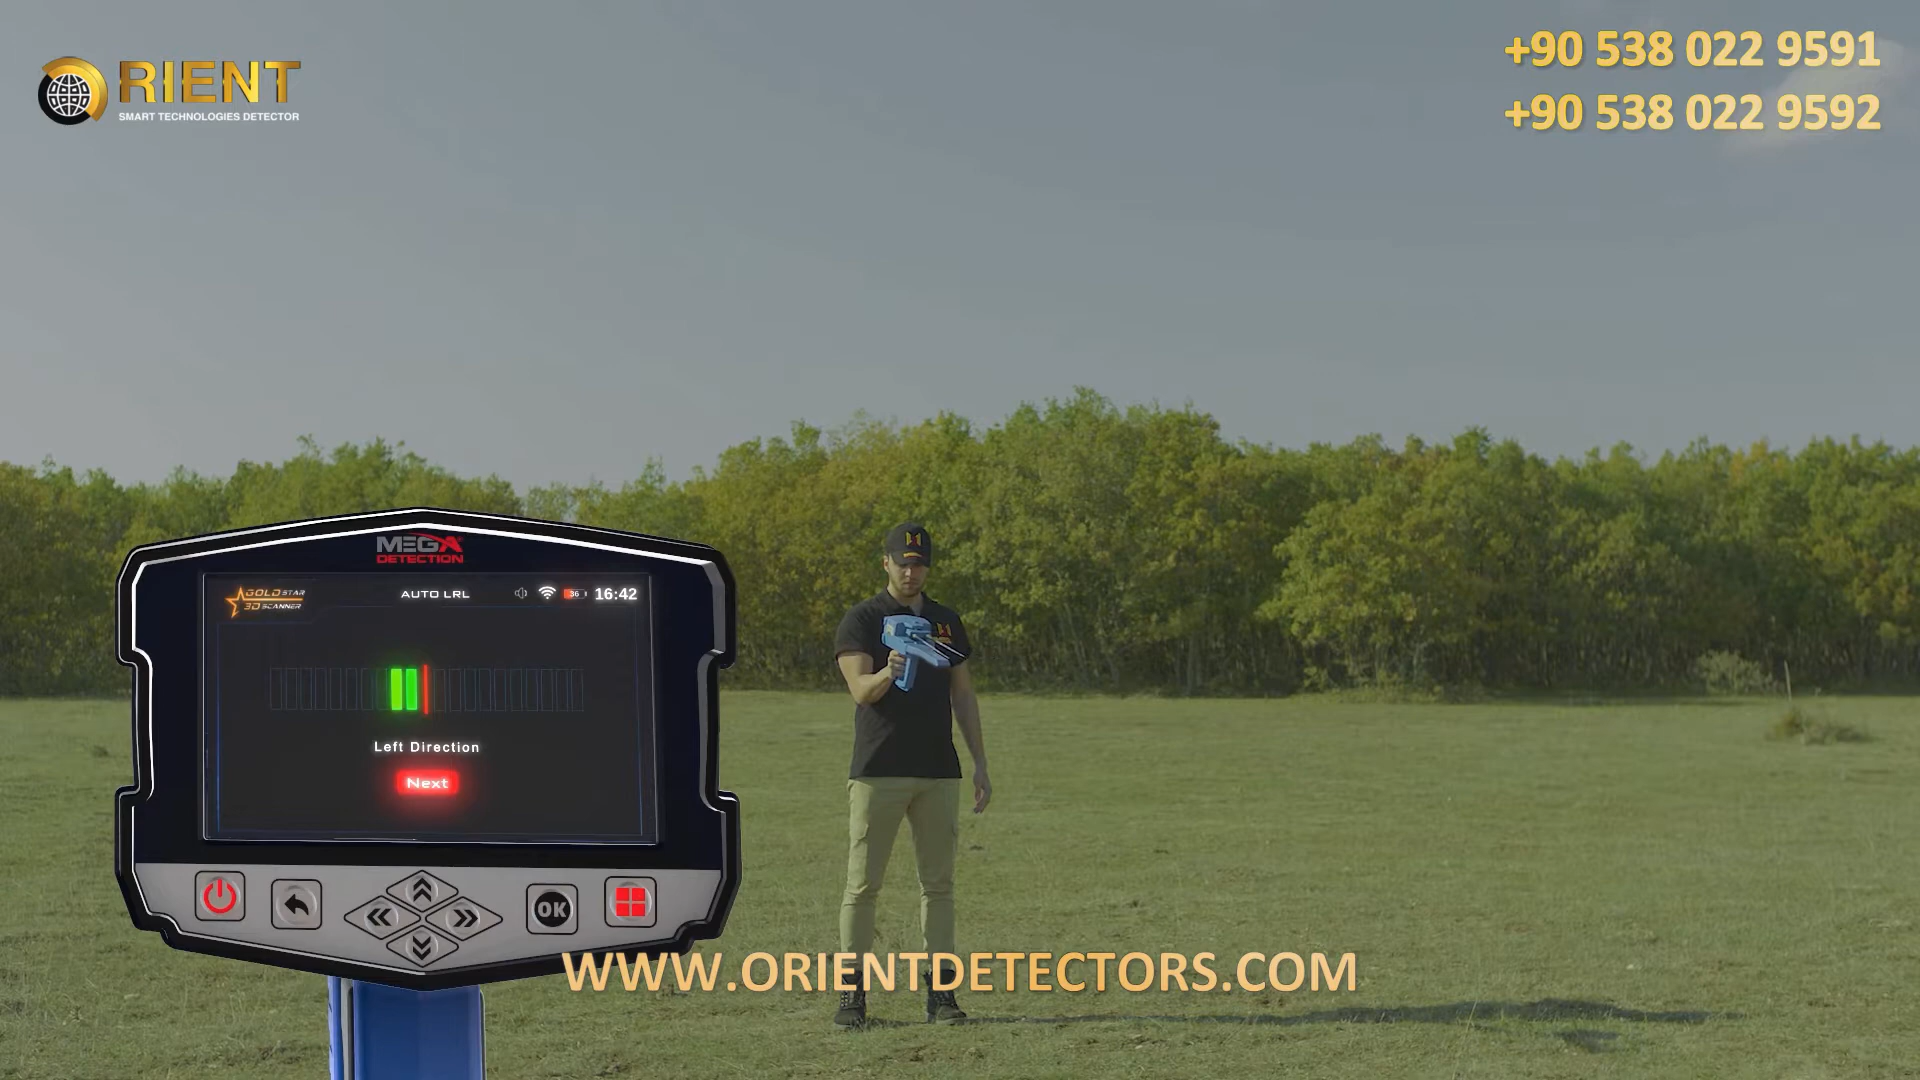 RIENT
SMART TECHNOLOGIES DETECTOR
+90 538 022 9591
+90 538 022 9592
MEGA
DETECTION
GOLD STAR
3D SCANNER
AUTO LRL
36
16:42
Left Direction
Next
OK
WWW.ORIENTDETECTORS.COM